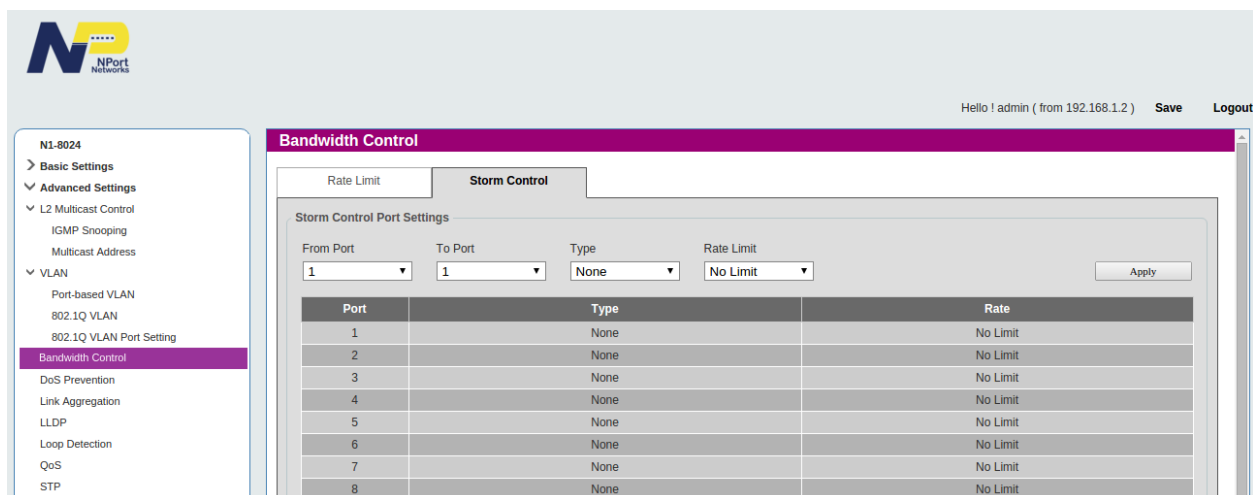 NPort
Networks
Hello ! admin ( from 192.168.1.2 ) Save Logout
N1-8024
Basic Settings
Advanced Settings
L2 Multicast Control
IGMP Snooping
Multicast Address
VLAN
Port-based VLAN
802.1Q VLAN
802.1Q VLAN Port Setting
Bandwidth Control
DoS Prevention
Link Aggregation
LLDP
Loop Detection
QoS
STP
Bandwidth Control
Rate Limit Storm Control
Storm Control Port Settings
From Port To Port Type Rate Limit
1 1 None No Limit Apply
Port Type Rate
1 None No Limit
2 None No Limit
3 None No Limit
4 None No Limit
5 None No Limit
6 None No Limit
7 None No Limit
8 None No Limit